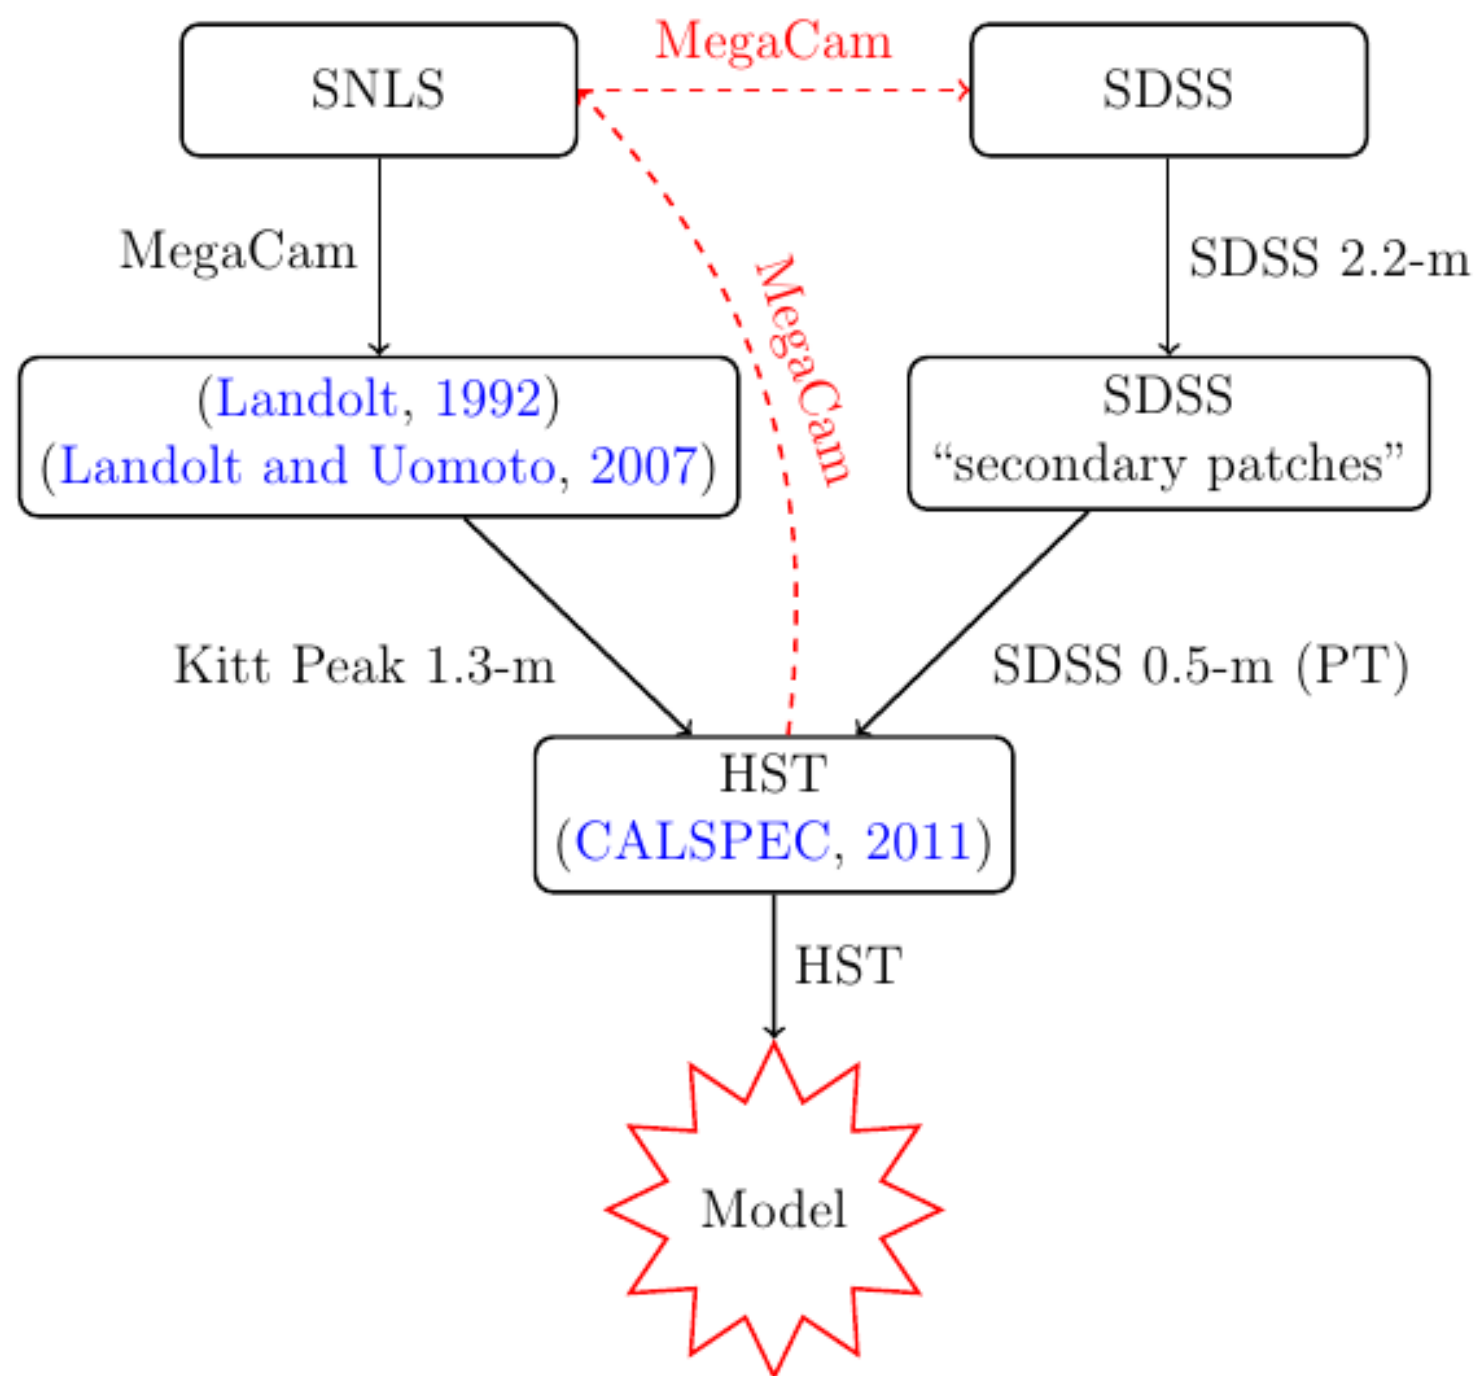 MegaCam
SNLS
SDSS
MegaCam
SDSS 2.2-m
MegaCam
(Landolt, 1992)
(Landolt and Uomoto, 2007)
SDSS
“secondary patches”
Kitt Peak 1.3-m
SDSS 0.5-m (PT)
HST
(CALSPEC, 2011)
HST
Model